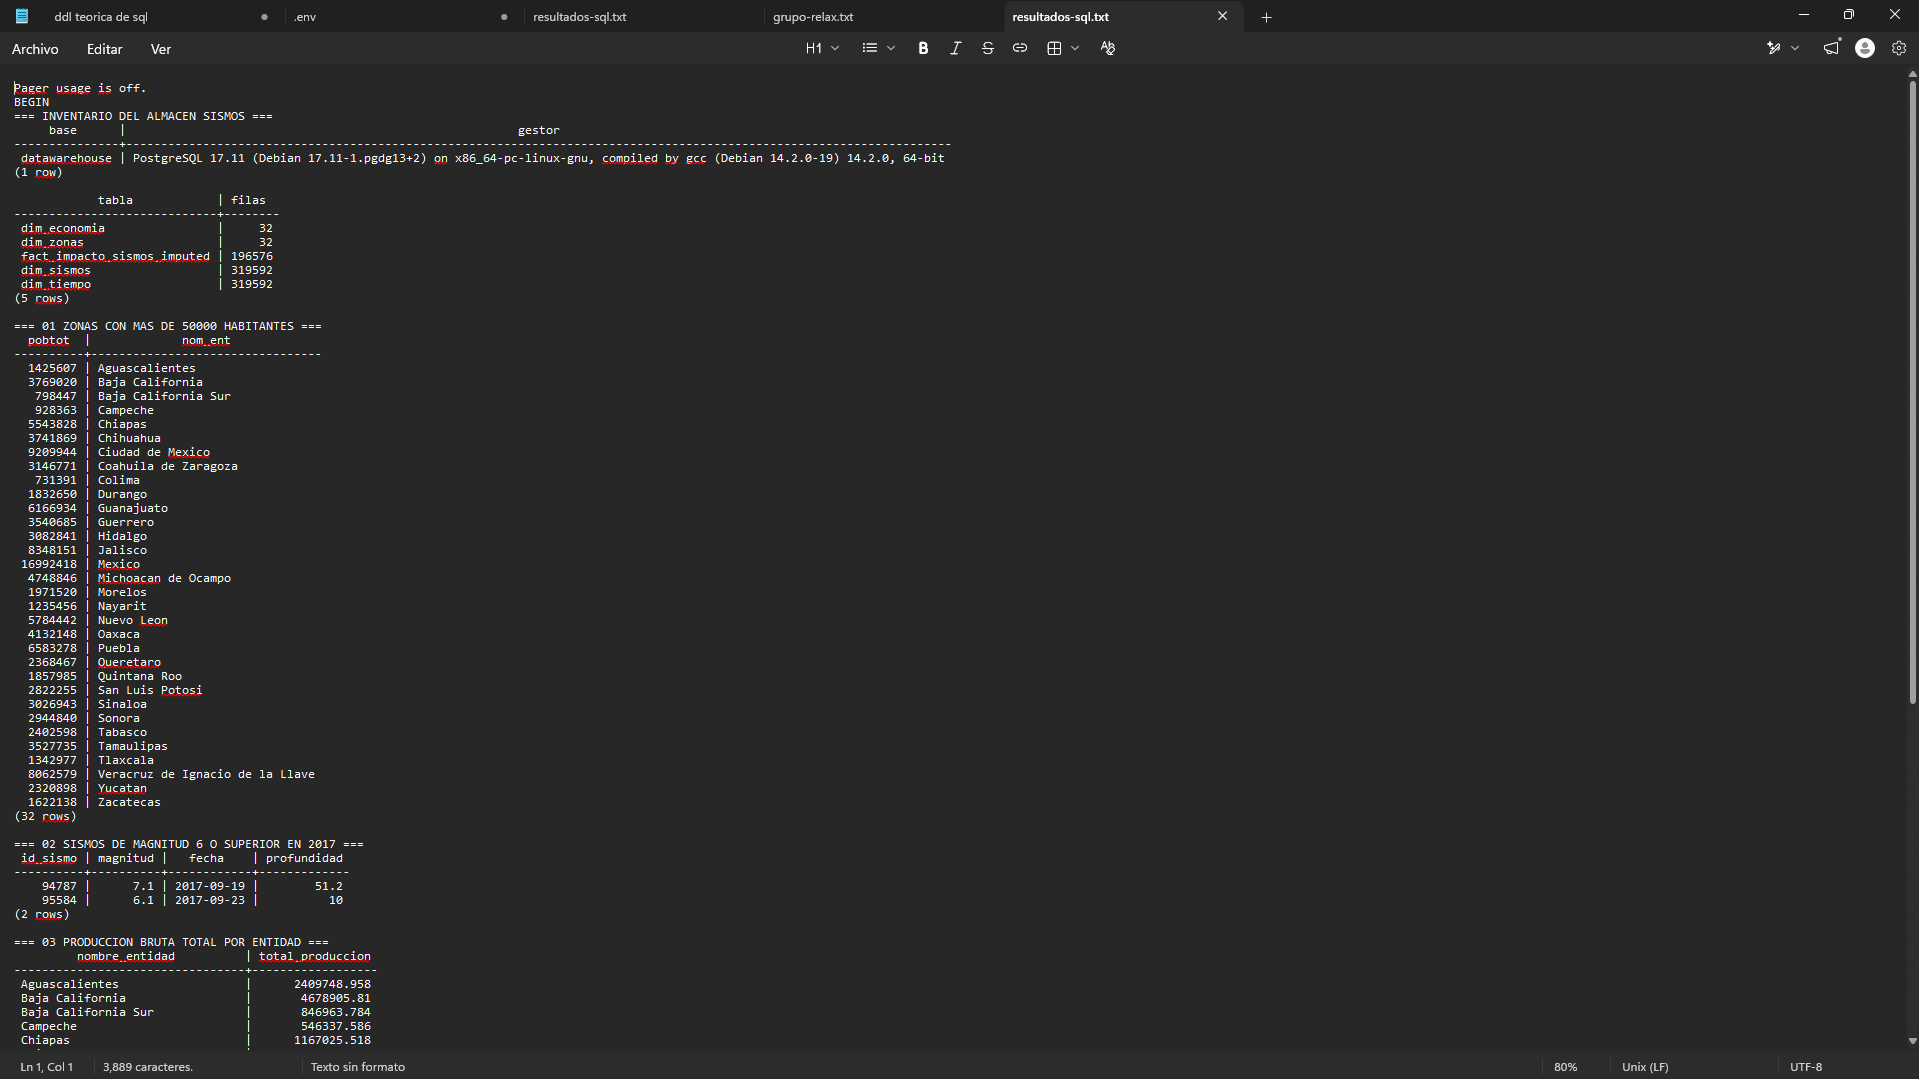 ddl teorica de sql
.env
resultados-sql.txt
grupo-relax.txt
resultados-sql.txt
Archivo
Editar
Ver
H1
Pager usage is off.
BEGIN
=== INVENTARIO DEL ALMACEN SISMOS ===
base | gestor
---------------+----------------------------------------------------------------------------------------------------------------------
datawarehouse | PostgreSQL 17.11 (Debian 17.11-1.pgdg13+2) on x86_64-pc-linux-gnu, compiled by gcc (Debian 14.2.0-19) 14.2.0, 64-bit
(1 row)
tabla | filas
-----------------------------+--------
dim_economia | 32
dim_zonas | 32
fact_impacto_sismos_imputed | 196576
dim_sismos | 319592
dim_tiempo | 319592
(5 rows)
=== 01 ZONAS CON MAS DE 50000 HABITANTES ===
pobtot | nom_ent
----------+---------------------------------
1425607 | Aguascalientes
3769020 | Baja California
798447 | Baja California Sur
928363 | Campeche
5543828 | Chiapas
3741869 | Chihuahua
9209944 | Ciudad de Mexico
3146771 | Coahuila de Zaragoza
731391 | Colima
1832650 | Durango
6166934 | Guanajuato
3540685 | Guerrero
3082841 | Hidalgo
8348151 | Jalisco
16992418 | Mexico
4748846 | Michoacan de Ocampo
1971520 | Morelos
1235456 | Nayarit
5784442 | Nuevo Leon
4132148 | Oaxaca
6583278 | Puebla
2368467 | Queretaro
1857985 | Quintana Roo
2822255 | San Luis Potosi
3026943 | Sinaloa
2944840 | Sonora
2402598 | Tabasco
3527735 | Tamaulipas
1342977 | Tlaxcala
8062579 | Veracruz de Ignacio de la Llave
2320898 | Yucatan
1622138 | Zacatecas
(32 rows)
=== 02 SISMOS DE MAGNITUD 6 O SUPERIOR EN 2017 ===
id_sismo | magnitud | fecha | profundidad
----------+----------+------------+-------------
94787 | 7.1 | 2017-09-19 | 51.2
95584 | 6.1 | 2017-09-23 | 10
(2 rows)
=== 03 PRODUCCION BRUTA TOTAL POR ENTIDAD ===
nombre_entidad | total_produccion
---------------------------------+------------------
Aguascalientes | 2409748.958
Baja California | 4678905.81
Baja California Sur | 846963.784
Campeche | 546337.586
Chiapas | 1167025.518
Ln 1, Col 1
3,889 caracteres.
Texto sin formato
80%
Unix (LF)
UTF-8